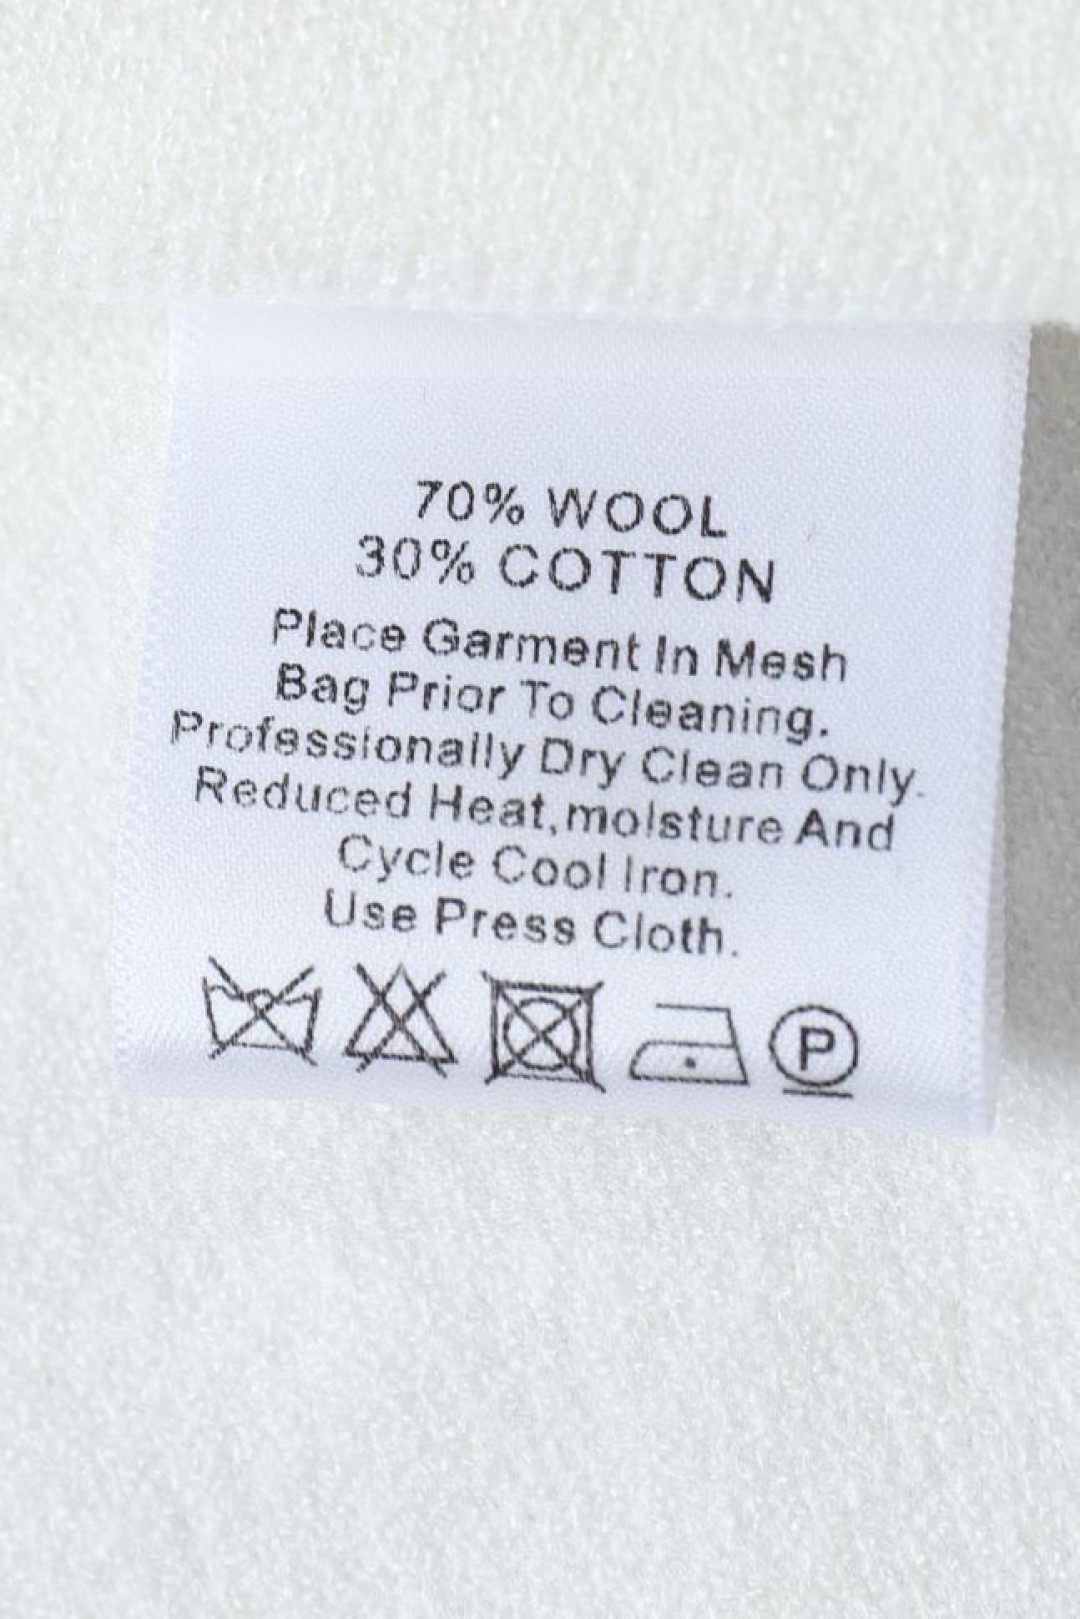 70% WOOL
30% COTTON
Place Garment In Mesh
Bag Prior To Cleaning.
Professionally Dry Clean Only.
Reduced Heat,moisture And
Cycle Cool Iron.
Use Press Cloth.
P